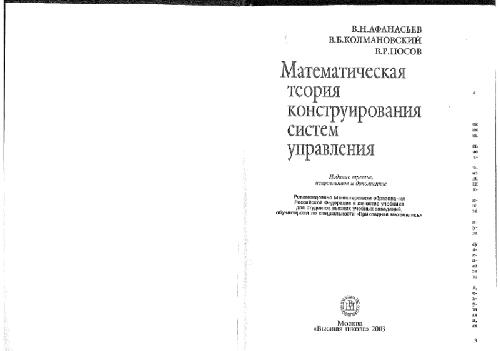 В.Н.АФАНАСЬЕВ
В.Б.КОЛМАНОВСКИЙ
В.Р.НОСОВ
Математическая
теория
конструирования
систем
управления
Издание третье,
исправленное и дополненное
Рекомендовано Министерством образования
Российской Федерации в качестве учебника
для студентов высших учебных заведений,
обучающихся по специальности «Прикладная математика»
Москва
«Высшая школа» 2003